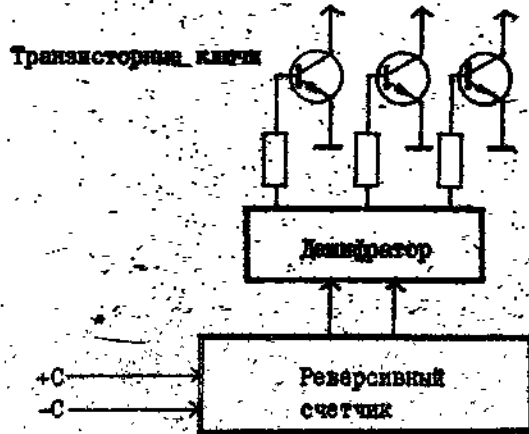 Транзисторные ключи
Дешифратор
+С
-С
Реверсивный
счетчик